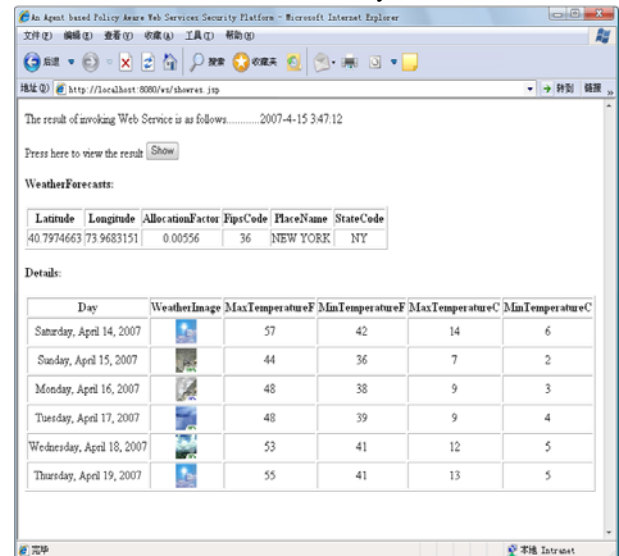 An Agent based Policy Aware Web Services Security Platform - Microsoft Internet Explorer
文件(F) 编辑(E) 查看(V) 收藏(A) 工具(T) 帮助(H)
后退 搜索 收藏夹
地址(D) http://localhost:8080/ws/showres.jsp 转到 链接 »
The result of invoking Web Service is as follows............2007-4-15 3:47:12
Press here to view the result Show
WeatherForecasts:
Latitude Longitude AllocationFactor FipsCode PlaceName StateCode
40.7974663 73.9683151 0.00556 36 NEW YORK NY
Details:
Day WeatherImage MaxTemperatureF MinTemperatureF MaxTemperatureC MinTemperatureC
Saturday, April 14, 2007 57 42 14 6
Sunday, April 15, 2007 44 36 7 2
Monday, April 16, 2007 48 38 9 3
Tuesday, April 17, 2007 48 39 9 4
Wednesday, April 18, 2007 53 41 12 5
Thursday, April 19, 2007 55 41 13 5
完毕 本地 Intranet